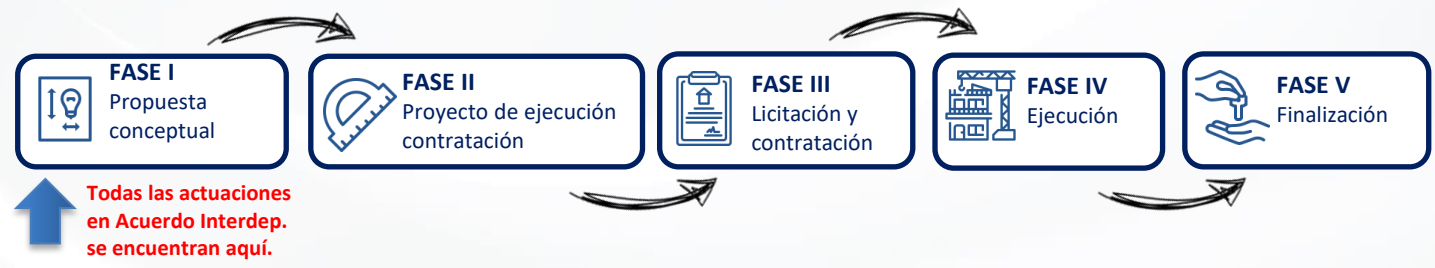 FASE I
Propuesta
conceptual
FASE II
Proyecto de ejecución
contratación
FASE III
Licitación y
contratación
FASE IV
Ejecución
FASE V
Finalización
Todas las actuaciones
en Acuerdo Interdep.
se encuentran aquí.